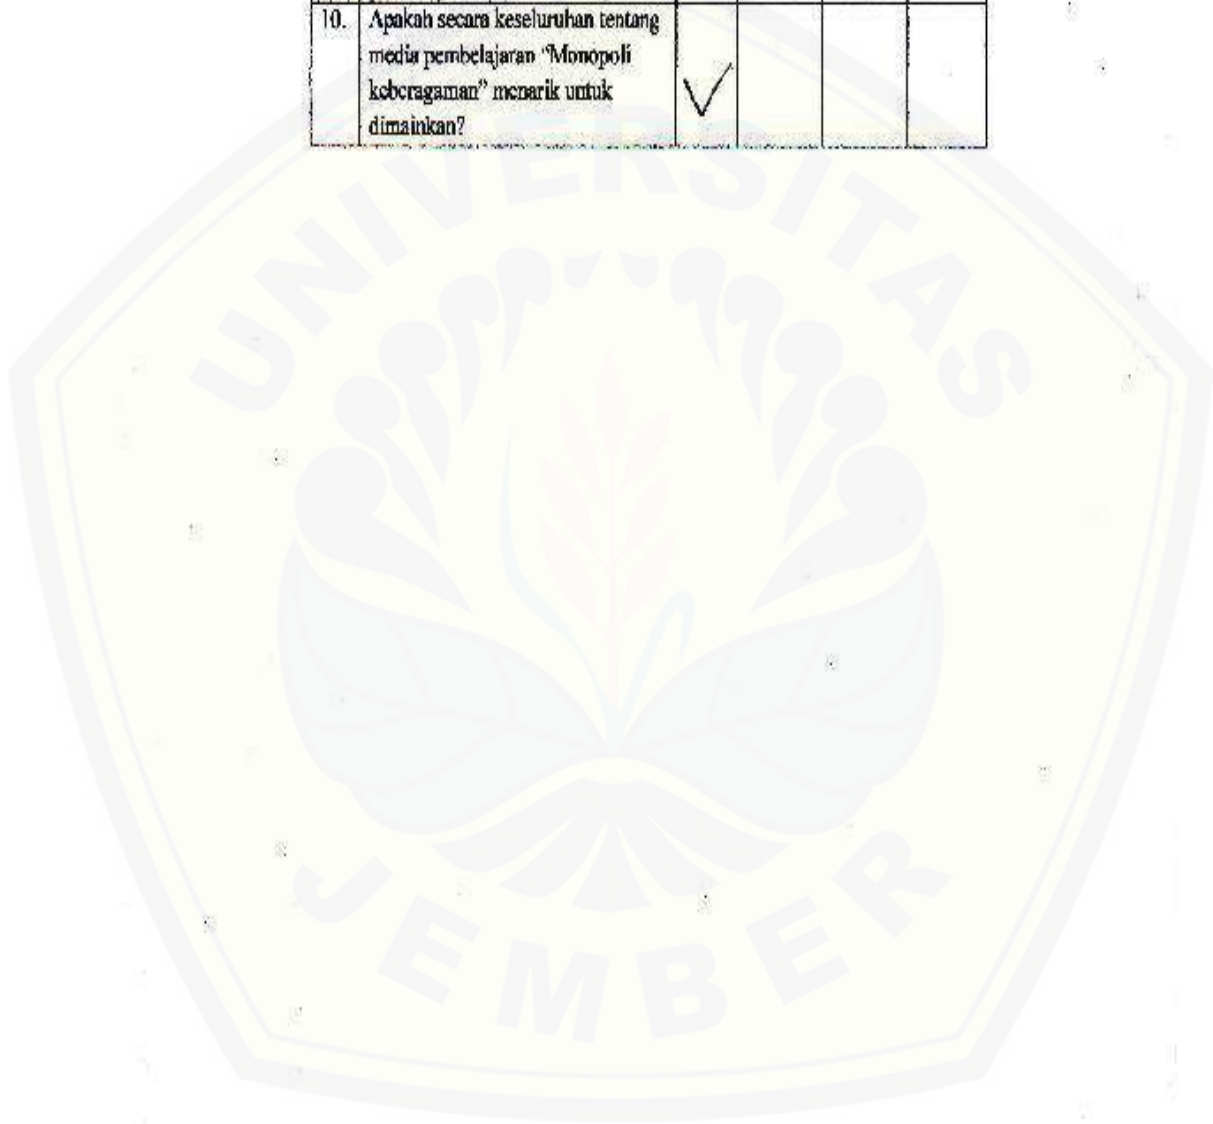 10. Apakah secara keseluruhan tentang
media pembelajaran "Monopoli
keberagaman" menarik untuk
dimainkan?
UNIVERSITAS
JEMBER